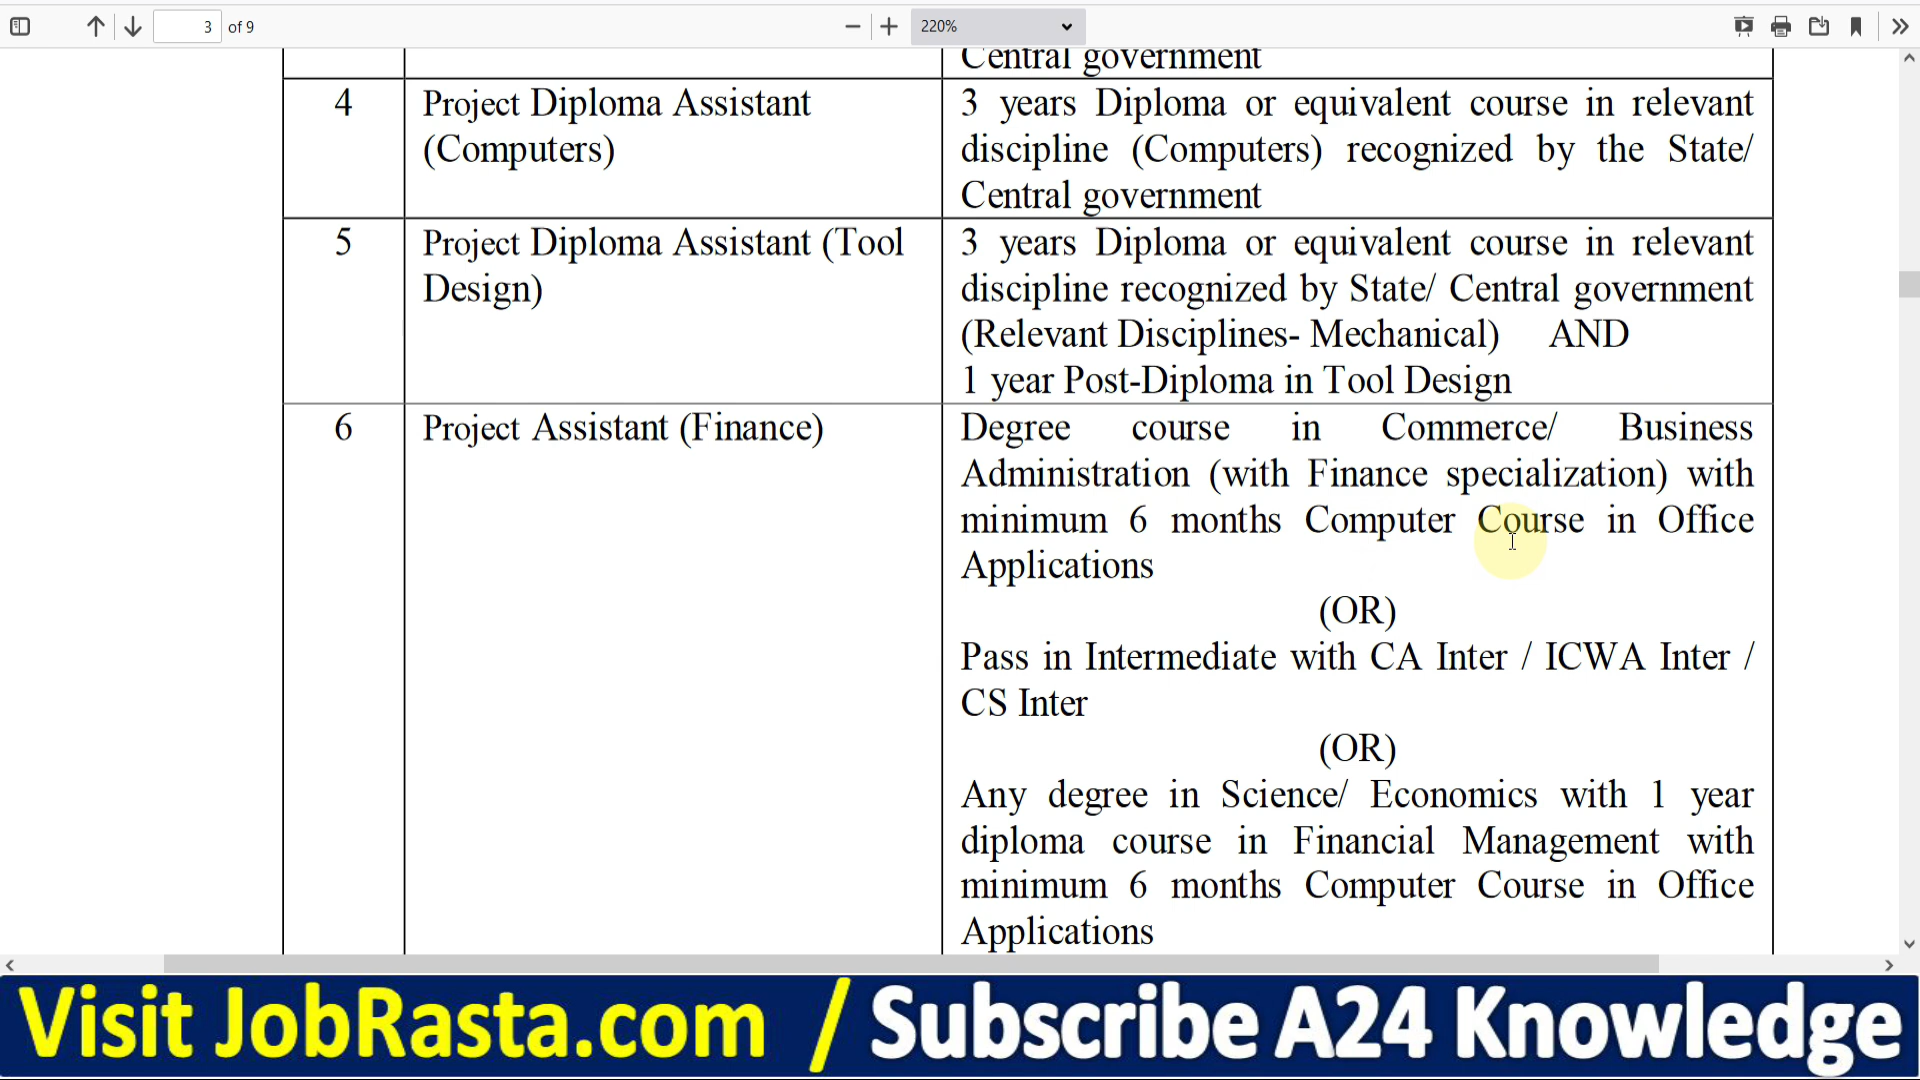 3 of 9
220%
Central government
4 Project Diploma Assistant 3 years Diploma or equivalent course in relevant
(Computers) discipline (Computers) recognized by the State/
Central government
5 Project Diploma Assistant (Tool 3 years Diploma or equivalent course in relevant
Design) discipline recognized by State/ Central government
(Relevant Disciplines- Mechanical) AND
1 year Post-Diploma in Tool Design
6 Project Assistant (Finance) Degree course in Commerce/ Business
Administration (with Finance specialization) with
minimum 6 months Computer Course in Office
Applications
(OR)
Pass in Intermediate with CA Inter / ICWA Inter /
CS Inter
(OR)
Any degree in Science/ Economics with 1 year
diploma course in Financial Management with
minimum 6 months Computer Course in Office
Applications
Visit JobRasta.com / Subscribe A24 Knowledge